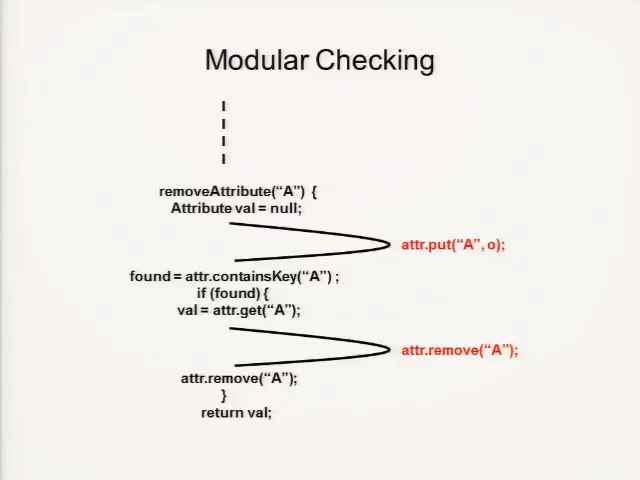 Modular Checking
removeAttribute(“A”) {
Attribute val = null;
attr.put(“A”, o);
found = attr.containsKey(“A”) ;
if (found) {
val = attr.get(“A”);
attr.remove(“A”);
attr.remove(“A”);
}
return val;